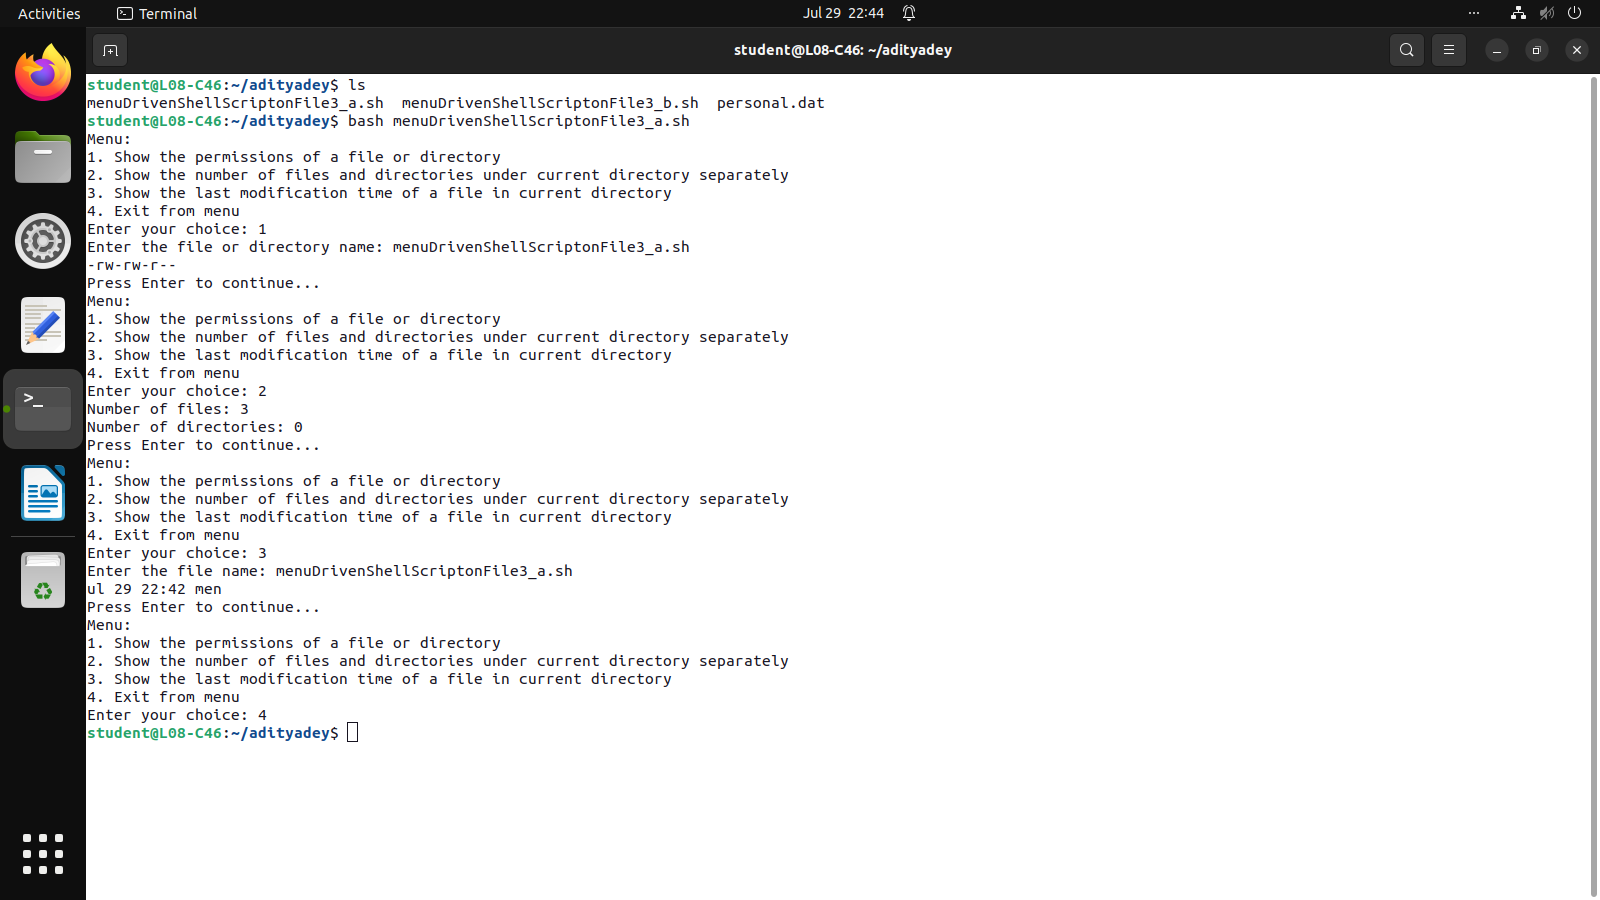 Activities
Terminal
Jul 29 22:44
student@L08-C46: ~/adityadey
student@L08-C46:~/adityadey$ ls
menuDrivenShellScriptonFile3_a.sh  menuDrivenShellScriptonFile3_b.sh  personal.dat
student@L08-C46:~/adityadey$ bash menuDrivenShellScriptonFile3_a.sh
Menu:
1. Show the permissions of a file or directory
2. Show the number of files and directories under current directory separately
3. Show the last modification time of a file in current directory
4. Exit from menu
Enter your choice: 1
Enter the file or directory name: menuDrivenShellScriptonFile3_a.sh
-rw-rw-r--
Press Enter to continue...
Menu:
1. Show the permissions of a file or directory
2. Show the number of files and directories under current directory separately
3. Show the last modification time of a file in current directory
4. Exit from menu
Enter your choice: 2
Number of files: 3
Number of directories: 0
Press Enter to continue...
Menu:
1. Show the permissions of a file or directory
2. Show the number of files and directories under current directory separately
3. Show the last modification time of a file in current directory
4. Exit from menu
Enter your choice: 3
Enter the file name: menuDrivenShellScriptonFile3_a.sh
ul 29 22:42 men
Press Enter to continue...
Menu:
1. Show the permissions of a file or directory
2. Show the number of files and directories under current directory separately
3. Show the last modification time of a file in current directory
4. Exit from menu
Enter your choice: 4
student@L08-C46:~/adityadey$